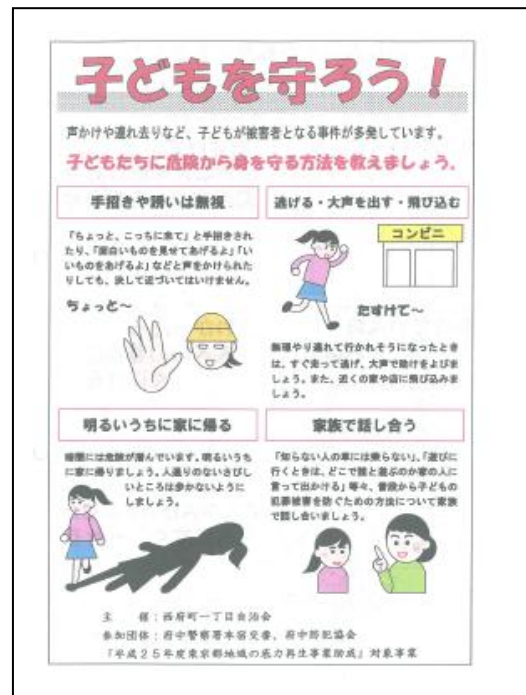 子どもを守ろう！
声かけや連れ去りなど、子どもが被害者となる事件が多発しています。
子どもたちに危険から身を守る方法を教えましょう。
手招きや誘いは無視
「ちょっと、こっちに来て」と手招きされ
たり、「面白いものを見せてあげるよ」「い
いものをあげるよ」などと声をかけられた
りしても、決して近づいてはいけません。
ちょっと～
逃げる・大声を出す・飛び込む
コンビニ
たすけて～
無理やり連れて行かれそうになったとき
は、すぐ走って逃げ、大声で助けをよびま
しょう。また、近くの家や店に飛び込みま
しょう。
明るいうちに家に帰る
暗闇には危険が潜んでいます。明るいうち
に家に帰りましょう。人通りのないさびし
いところは歩かないように
しましょう。
家族で話し合う
「知らない人の車には乗らない」、「遊びに
行くときは、どこで誰と遊ぶのか家の人に
言って出かける」等々、普段から子どもの
犯罪被害を防ぐための方法について家族
で話し合いましょう。
主　催：西府町一丁目自治会
参加団体：府中警察署本宿交番、府中防犯協会
「平成２５年度東京都地域の底力再生事業助成」対象事業